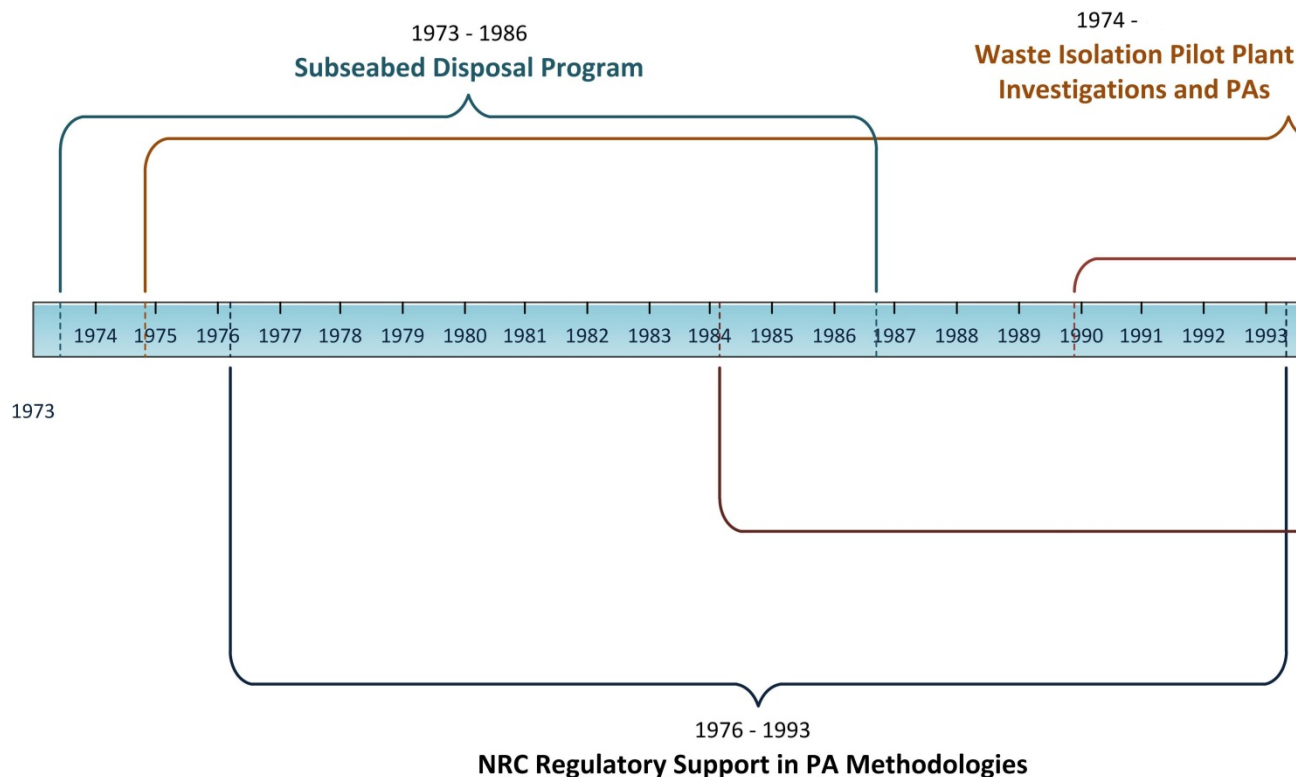 1973 - 1986
Subseabed Disposal Program
1974 -
Waste Isolation Pilot Plant
Investigations and PAs
1974 1975 1976 1977 1978 1979 1980 1981 1982 1983 1984 1985 1986 1987 1988 1989 1990 1991 1992 1993
1973
1976 - 1993
NRC Regulatory Support in PA Methodologies